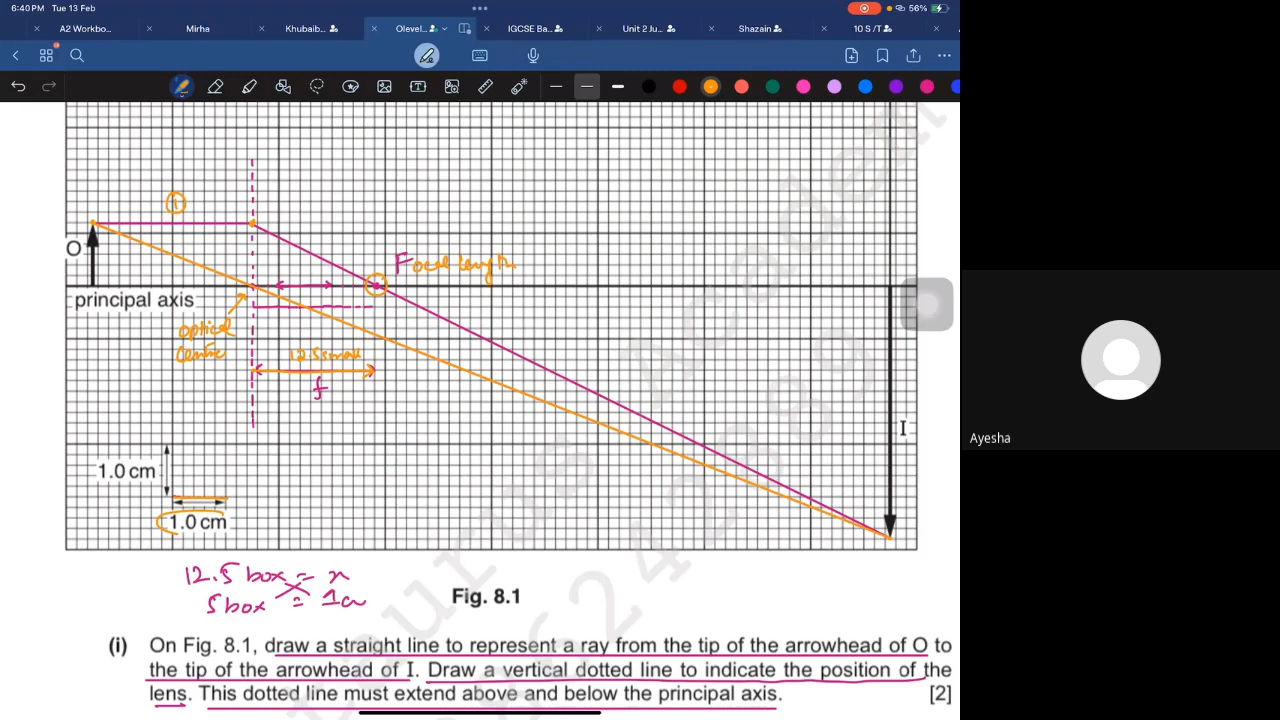 6:40 PM Tue 13 Feb
56%
A2 Workbo...
Mirha
Khubaib...
Olevel...
IGCSE Ba...
Unit 2 Ju...
Shazain...
10 S /T...
1
O
Focal length.
principal axis
optical
centre
12.5 small
f
I
1.0 cm
1.0 cm
12.5 box = x
5 box = 1cm
Fig. 8.1
(i) On Fig. 8.1, draw a straight line to represent a ray from the tip of the arrowhead of O to
the tip of the arrowhead of I. Draw a vertical dotted line to indicate the position of the
lens. This dotted line must extend above and below the principal axis. [2]
Ayesha